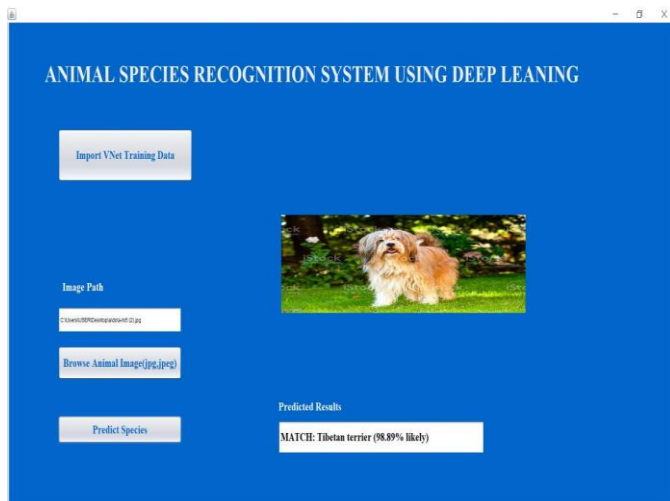 ANIMAL SPECIES RECOGNITION SYSTEM USING DEEP LEANING
Import VNet Training Data
iStock
Image Path
Browse Animal Image(jpg,jpeg)
Predict Species
Predicted Results
MATCH: Tibetan terrier (98.89% likely)